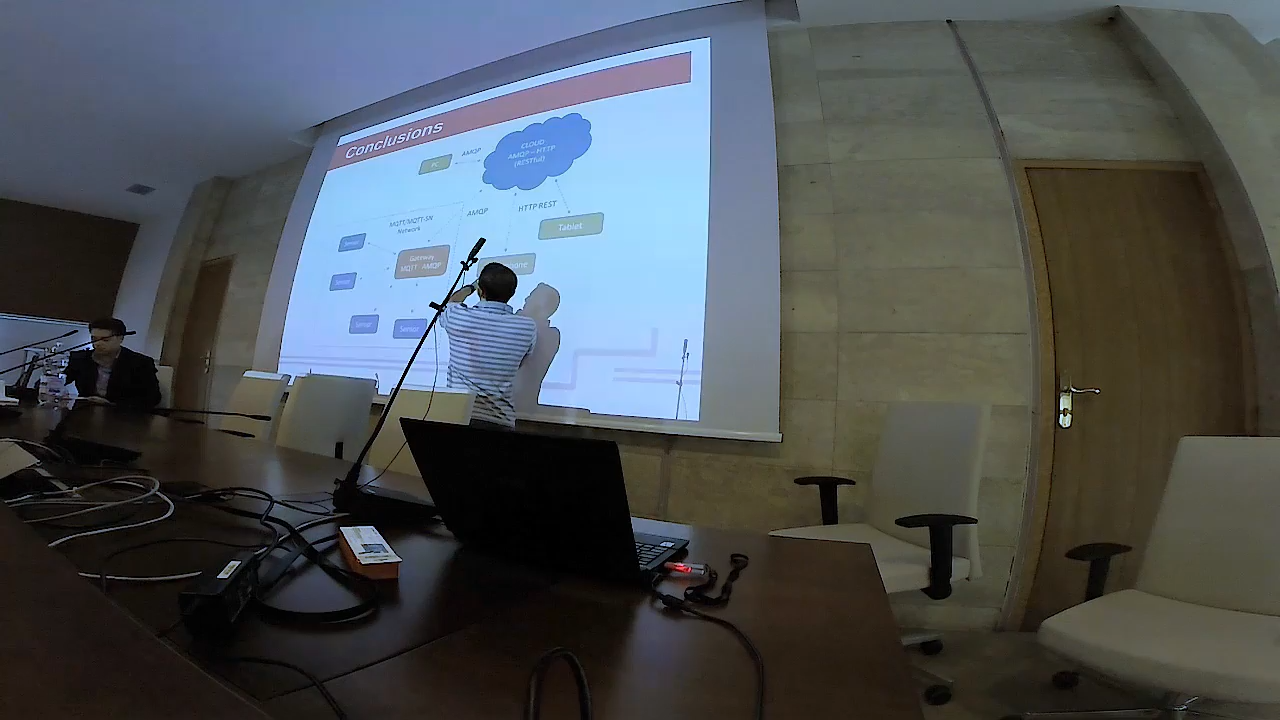 Conclusions
CLOUD
AMQP – HTTP
(RESTful)
PC
AMQP
MQTT/MQTT-SN
Network
AMQP
HTTP REST
Tablet
Sensor
Gateway
MQTT AMQP
Sensor
Sensor
Sensor